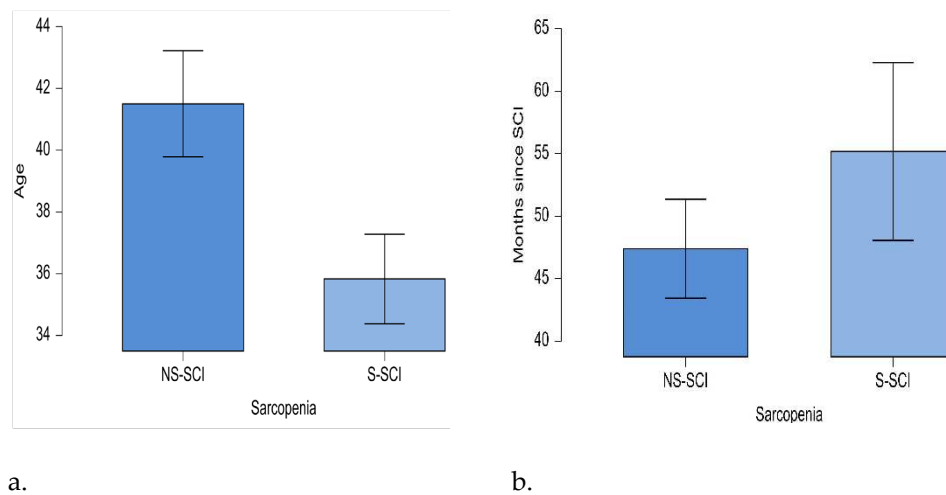 44
42
40
38
36
34
Age
NS-SCI S-SCI
Sarcopenia
a.
65
60
55
50
45
40
Months since SCI
NS-SCI S-SCI
Sarcopenia
b.